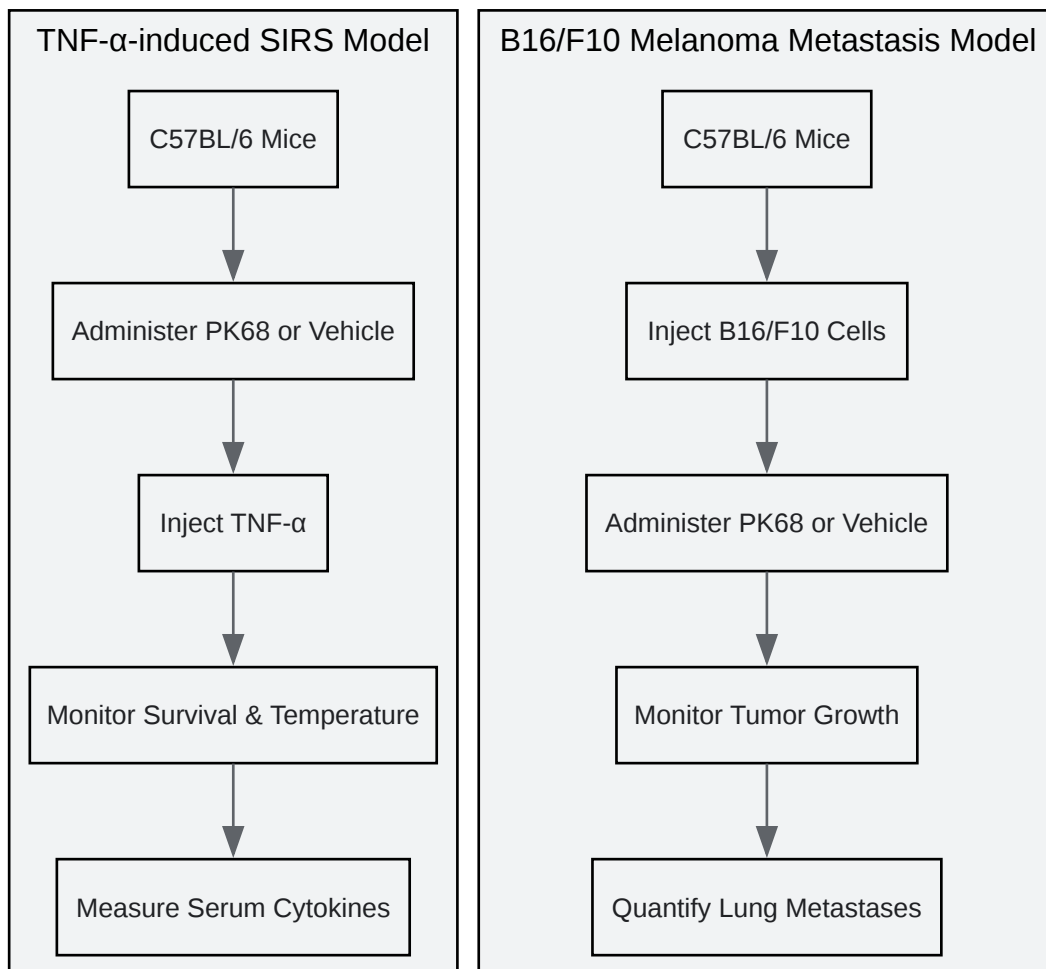 TNF-α-induced SIRS Model
C57BL/6 Mice
Administer PK68 or Vehicle
Inject TNF-α
Monitor Survival & Temperature
Measure Serum Cytokines
B16/F10 Melanoma Metastasis Model
C57BL/6 Mice
Inject B16/F10 Cells
Administer PK68 or Vehicle
Monitor Tumor Growth
Quantify Lung Metastases